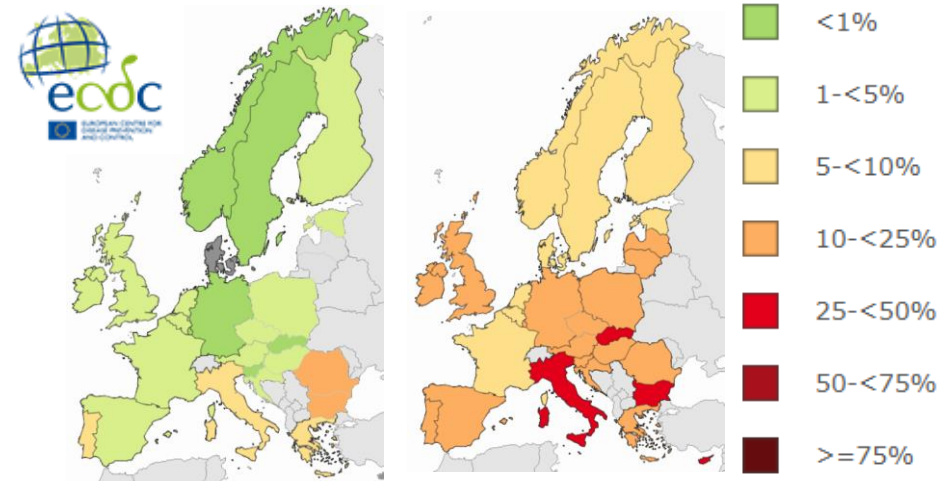 ecdc
EUROPEAN CENTRE FOR
DISEASE PREVENTION
AND CONTROL
<1%
1-<5%
5-<10%
10-<25%
25-<50%
50-<75%
>=75%